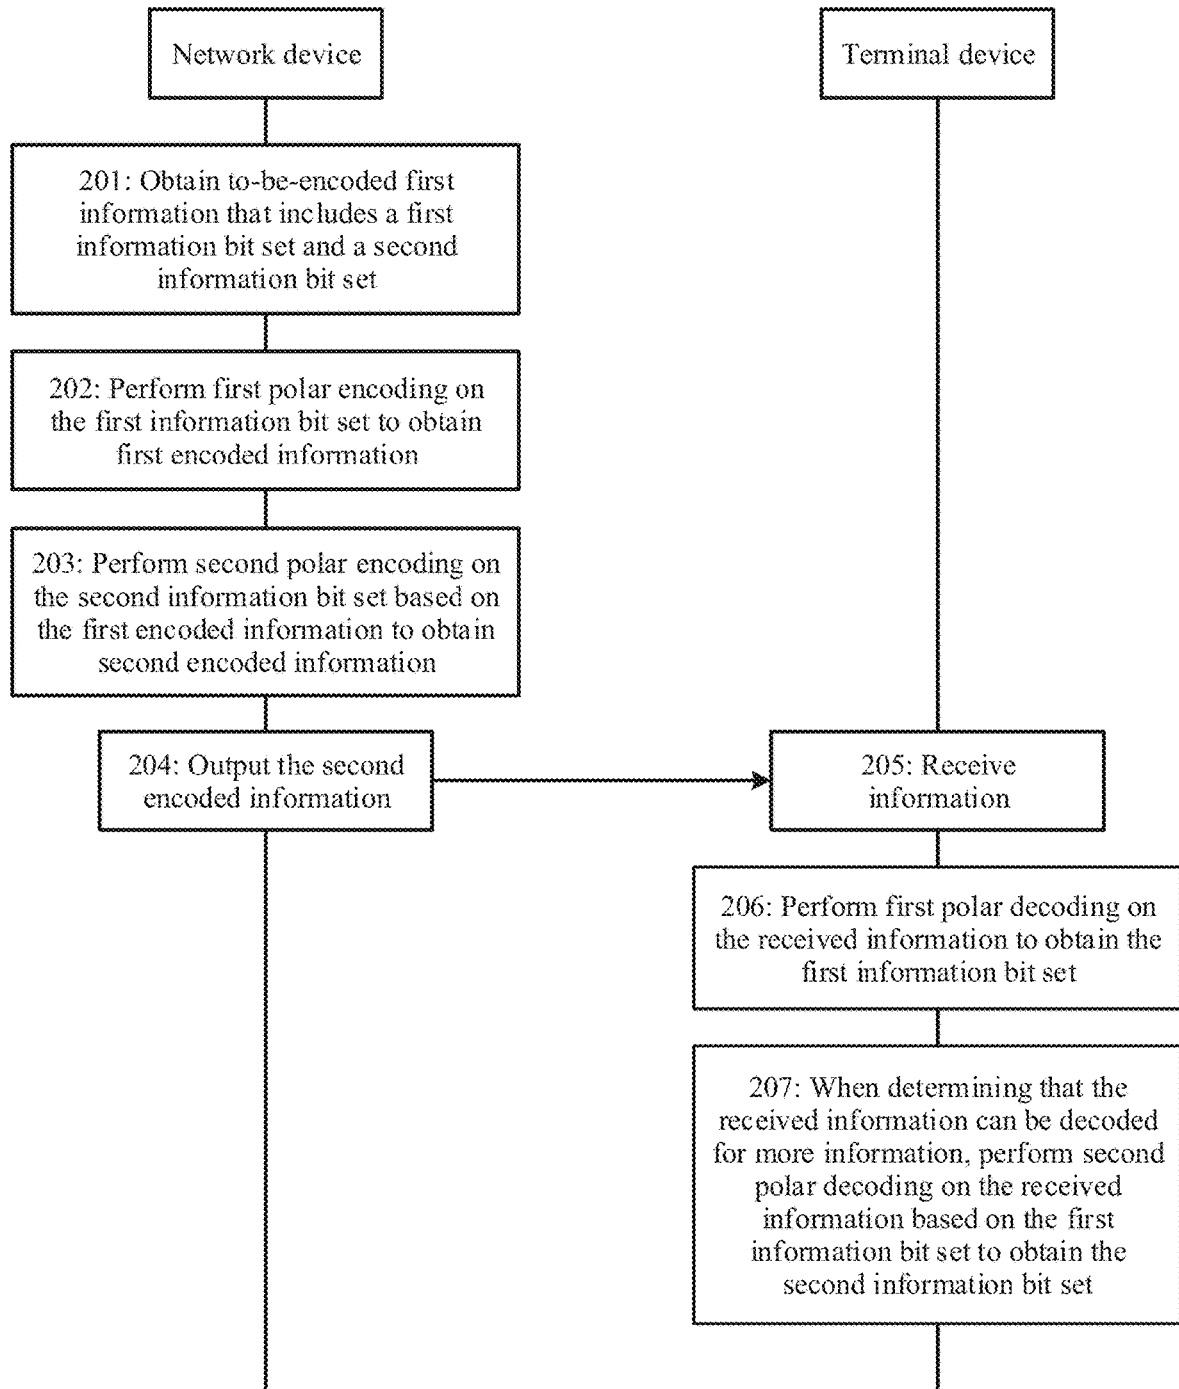 Network device
Terminal device
201: Obtain to-be-encoded first
information that includes a first
information bit set and a second
information bit set
202: Perform first polar encoding on
the first information bit set to obtain
first encoded information
203: Perform second polar encoding on
the second information bit set based on
the first encoded information to obtain
second encoded information
204: Output the second
encoded information
205: Receive
information
206: Perform first polar decoding on
the received information to obtain the
first information bit set
207: When determining that the
received information can be decoded
for more information, perform second
polar decoding on the received
information based on the first
information bit set to obtain the
second information bit set